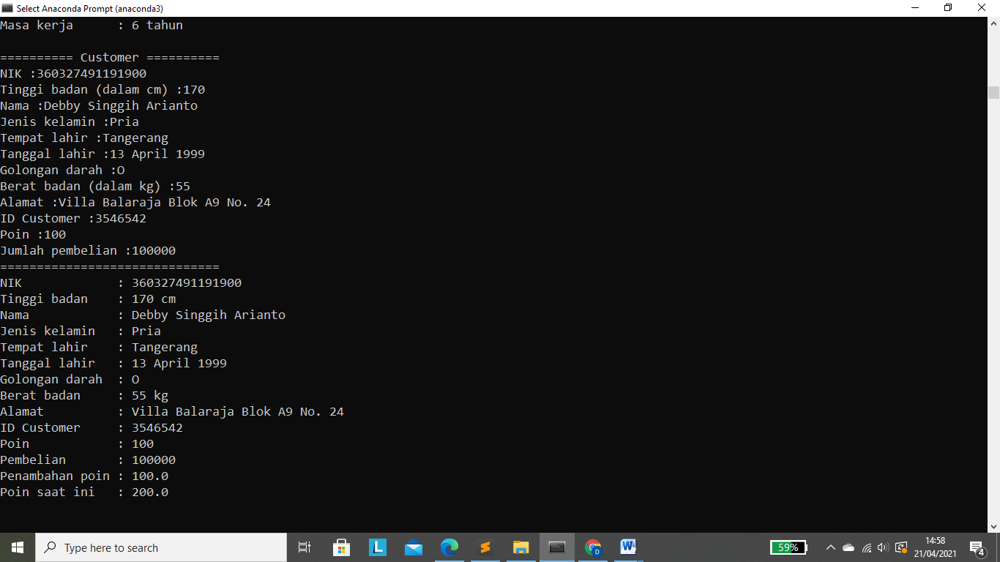 Select Anaconda Prompt (anaconda3)
Masa kerja      : 6 tahun
========== Customer ==========
NIK :360327491191900
Tinggi badan (dalam cm) :170
Nama :Debby Singgih Arianto
Jenis kelamin :Pria
Tempat lahir :Tangerang
Tanggal lahir :13 April 1999
Golongan darah :O
Berat badan (dalam kg) :55
Alamat :Villa Balaraja Blok A9 No. 24
ID Customer :3546542
Poin :100
Jumlah pembelian :100000
==============================
NIK             : 360327491191900
Tinggi badan    : 170 cm
Nama            : Debby Singgih Arianto
Jenis kelamin   : Pria
Tempat lahir    : Tangerang
Tanggal lahir   : 13 April 1999
Golongan darah  : O
Berat badan     : 55 kg
Alamat          : Villa Balaraja Blok A9 No. 24
ID Customer     : 3546542
Poin            : 100
Pembelian       : 100000
Penambahan poin : 100.0
Poin saat ini   : 200.0
Type here to search
L
D
W
59%
14:58
21/04/2021
4